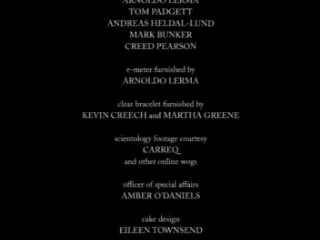 ARNOLDO LERMA
TOM PADGETT
ANDREAS HELDAL-LUND
MARK BUNKER
CREED PEARSON
e-meter furnished by
ARNOLDO LERMA
clear bracelet furnished by
KEVIN CREECH and MARTHA GREENE
scientology footage courtesy
CARREQ
and other online wogs
officer of special affairs
AMBER O'DANIELS
cake design
EILEEN TOWNSEND